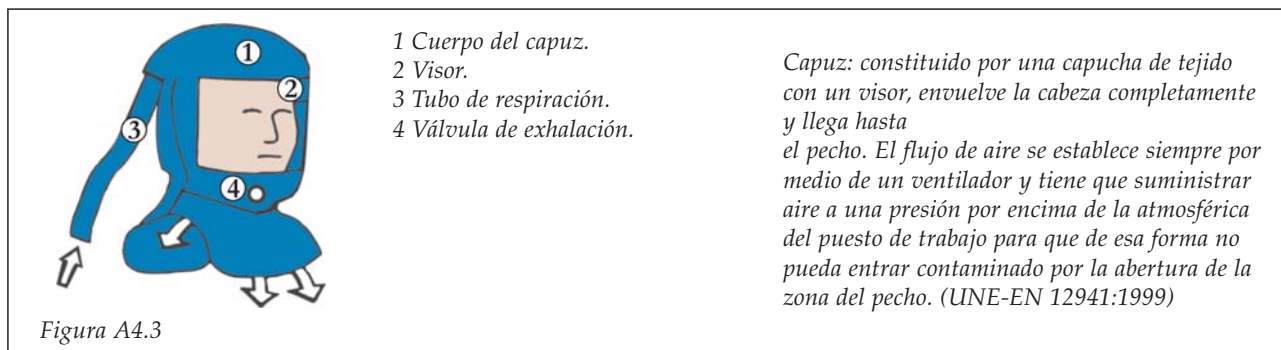 1
2
3
4
1 Cuerpo del capuz.
2 Visor.
3 Tubo de respiración.
4 Válvula de exhalación.
Capuz: constituido por una capucha de tejido
con un visor, envuelve la cabeza completamente
y llega hasta
el pecho. El flujo de aire se establece siempre por
medio de un ventilador y tiene que suministrar
aire a una presión por encima de la atmosférica
del puesto de trabajo para que de esa forma no
pueda entrar contaminado por la abertura de la
zona del pecho. (UNE-EN 12941:1999)
Figura A4.3